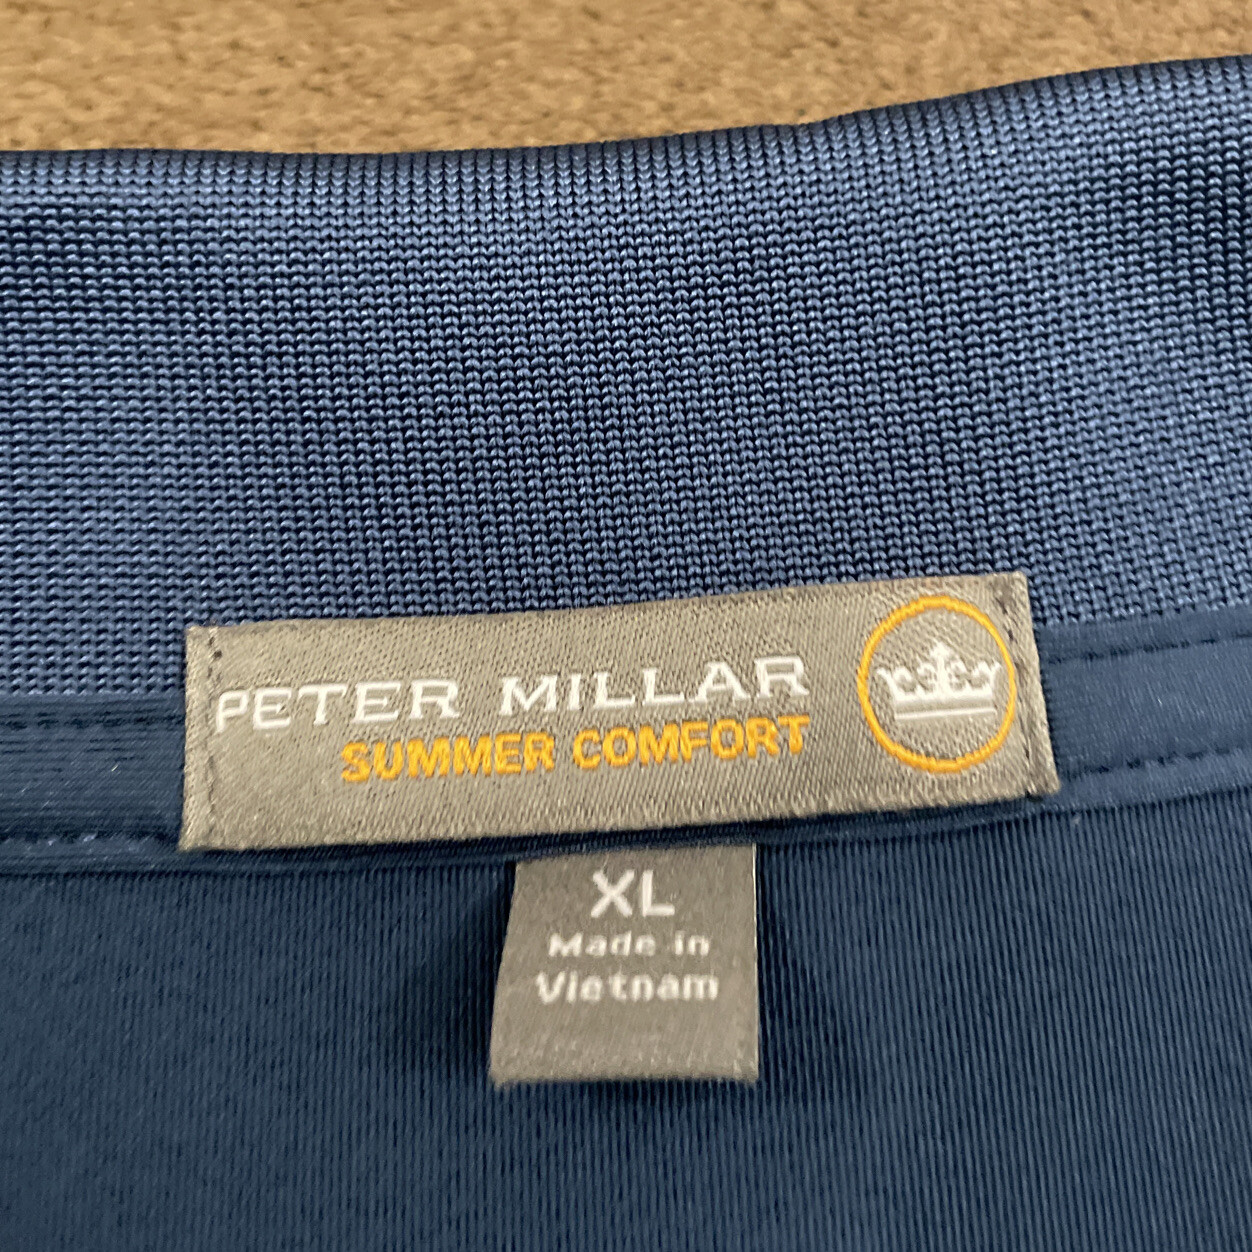 PETER MILLAR
SUMMER COMFORT
XL
Made in
Vietnam